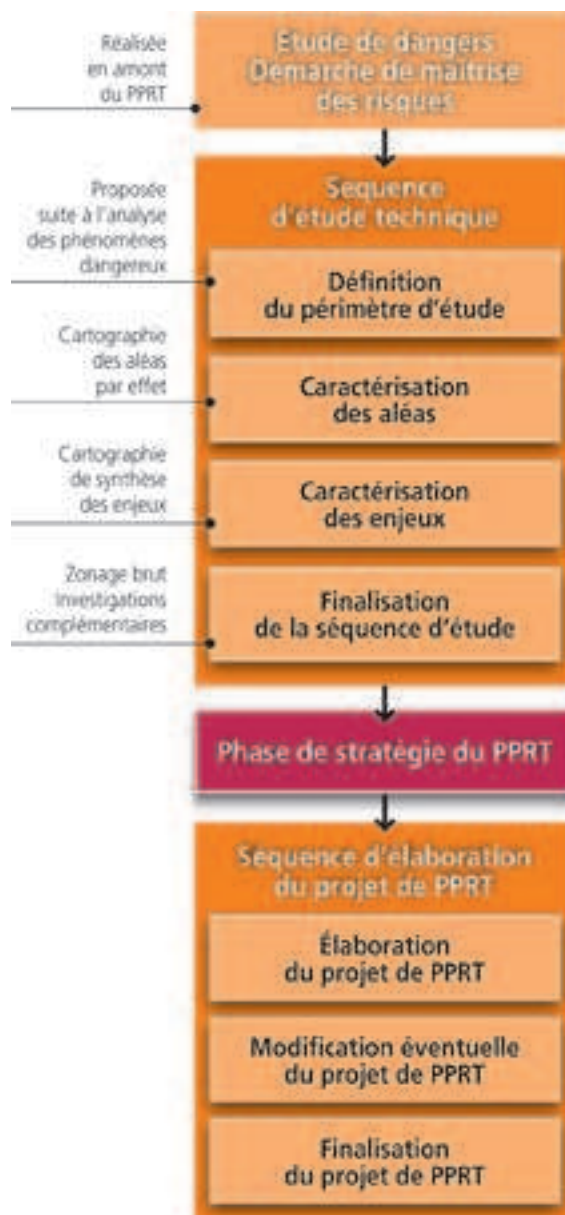 Réalisée
en amont
du PPRT
Etude de dangers
Démarche de maîtrise
des risques
Séquence
d'étude technique
Proposée
suite à l'analyse
des phénomènes
dangereux
Définition
du périmètre d'étude
Cartographie
des aléas
par effet
Caractérisation
des aléas
Cartographie
de synthèse
des enjeux
Caractérisation
des enjeux
Zonage brut
Investigations
complémentaires
Finalisation
de la séquence d'étude
Phase de stratégie du PPRT
Séquence d'élaboration
du projet de PPRT
Élaboration
du projet de PPRT
Modification éventuelle
du projet de PPRT
Finalisation
du projet de PPRT